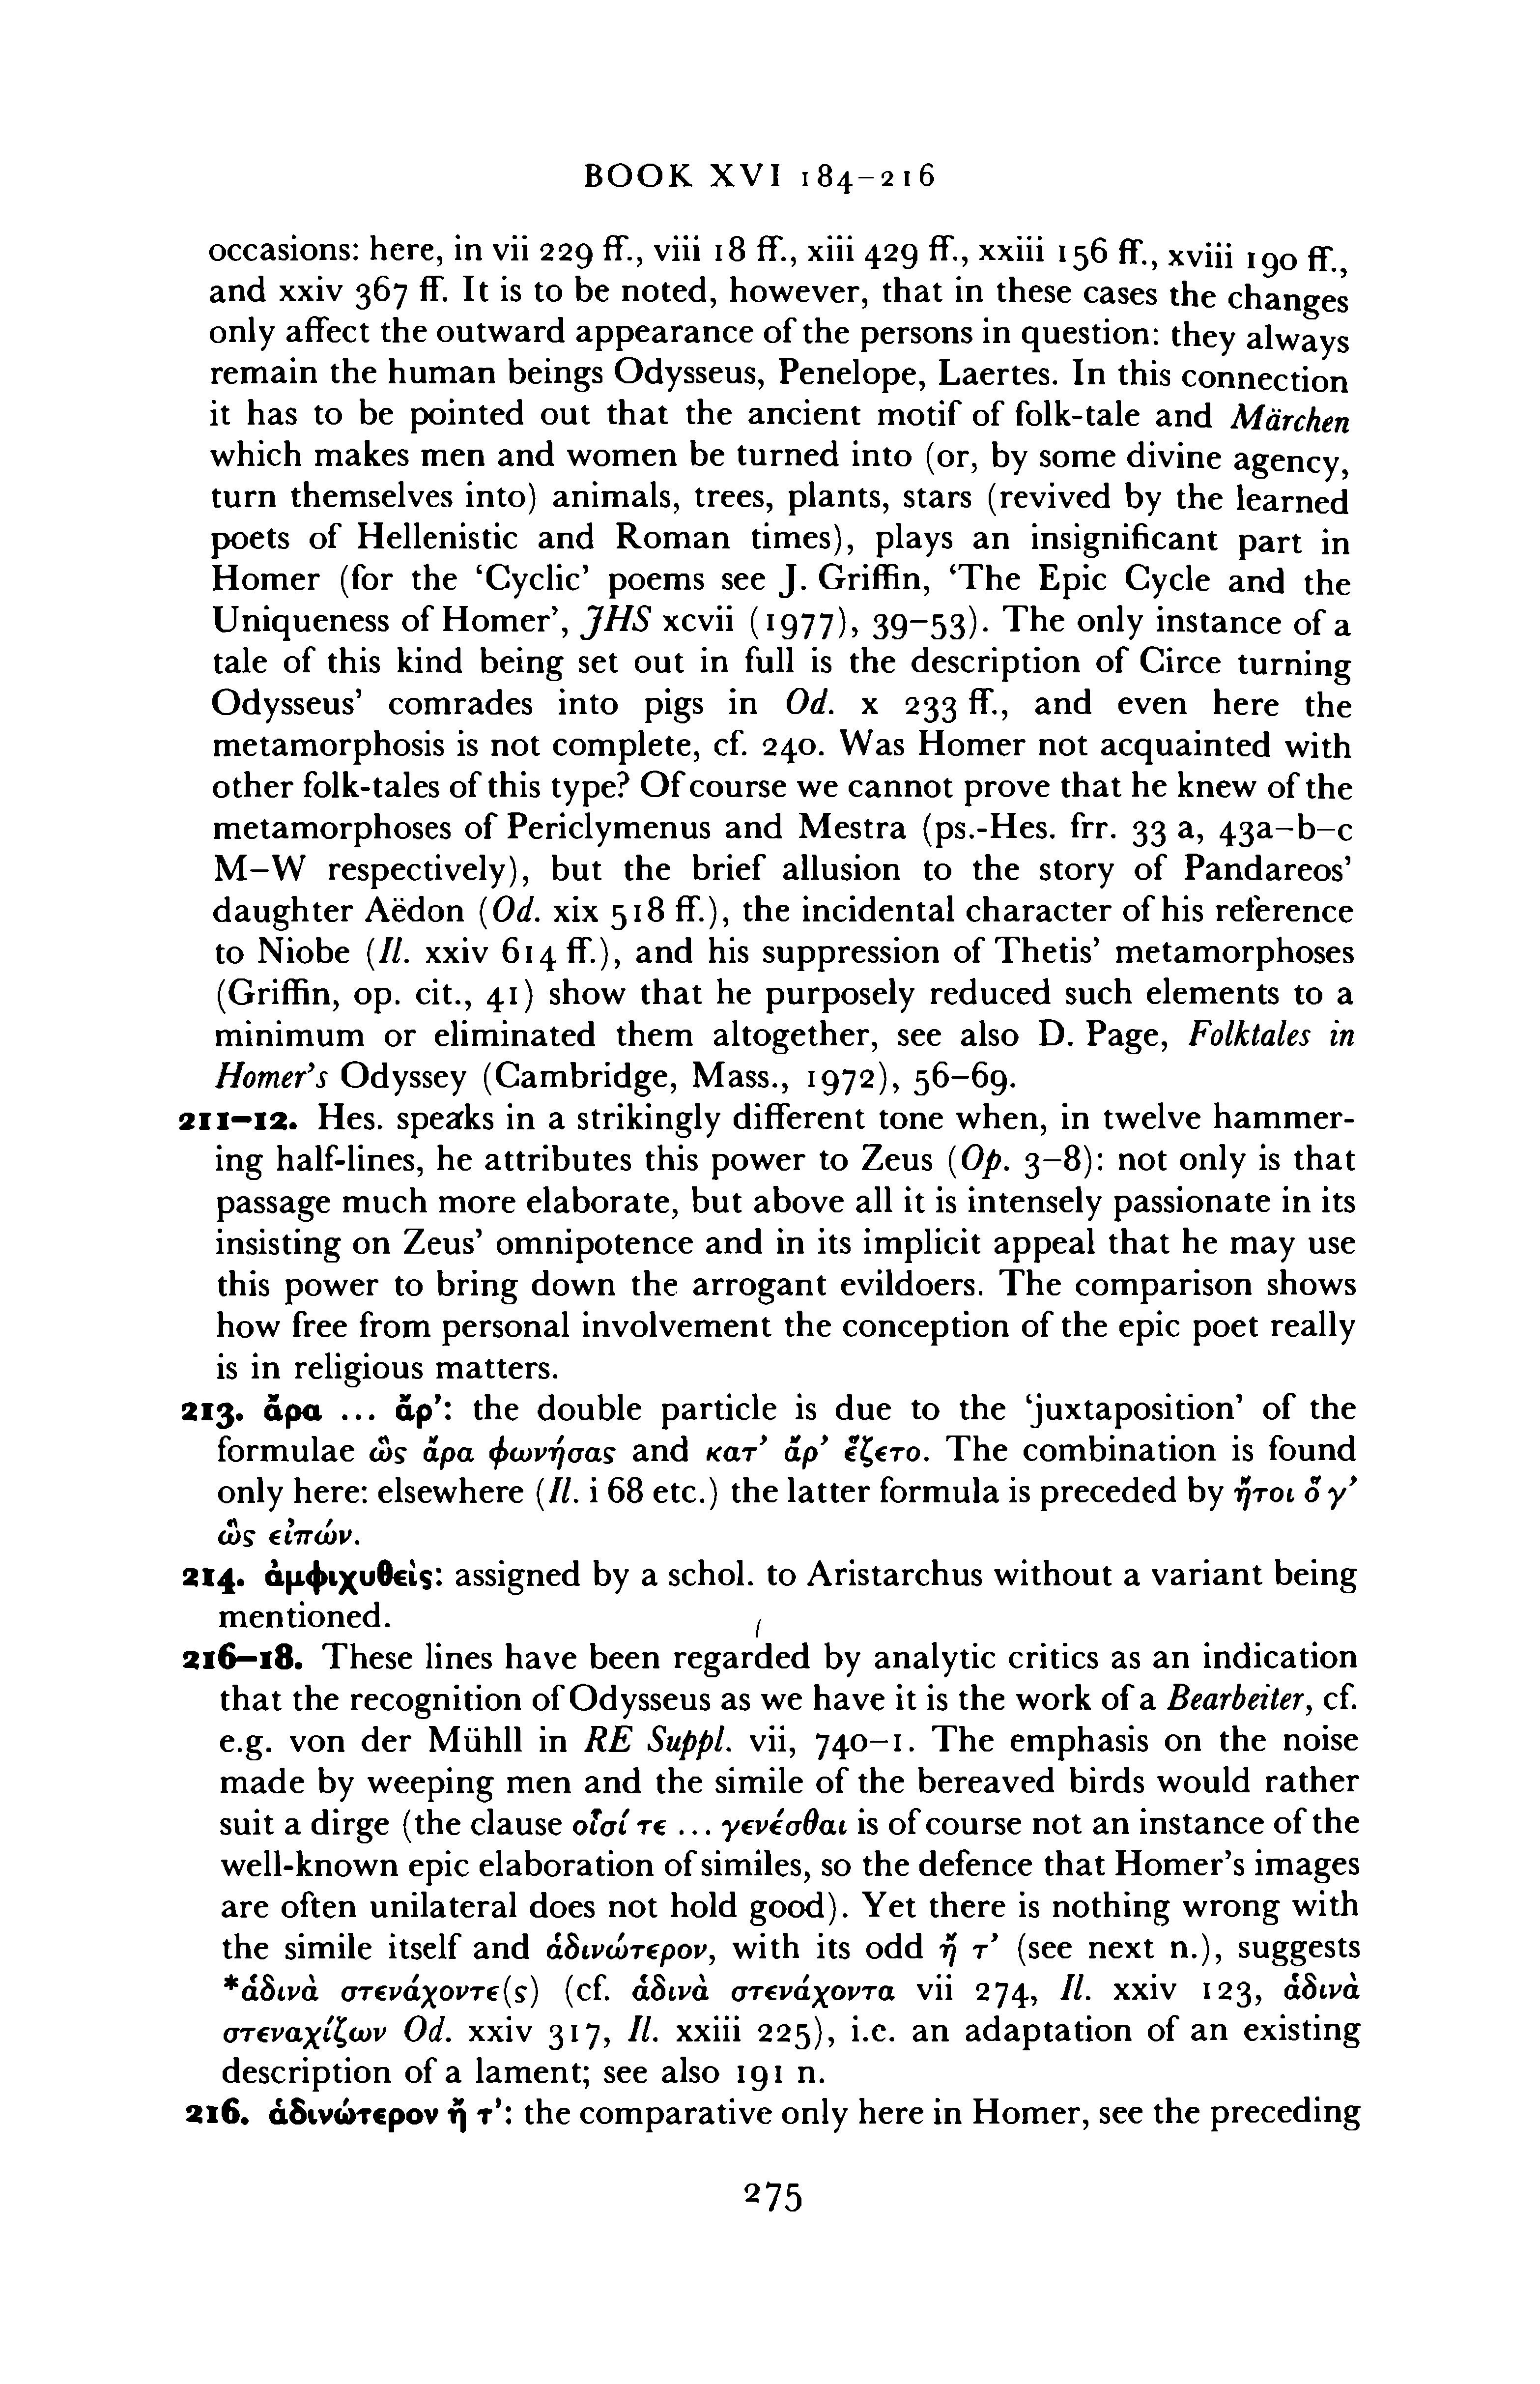 BOOK XVI 184–216
occasions: here, in vii 229 ff., viii 18 ff., xiii 429 ff., xxiii 156 ff., xviii 190 ff.,
and xxiv 367 ff. It is to be noted, however, that in these cases the changes
only affect the outward appearance of the persons in question: they always
remain the human beings Odysseus, Penelope, Laertes. In this connection
it has to be pointed out that the ancient motif of folk-tale and Märchen
which makes men and women be turned into (or, by some divine agency,
turn themselves into) animals, trees, plants, stars (revived by the learned
poets of Hellenistic and Roman times), plays an insignificant part in
Homer (for the ‘Cyclic’ poems see J. Griffin, ‘The Epic Cycle and the
Uniqueness of Homer’, JHS xcvii (1977), 39–53). The only instance of a
tale of this kind being set out in full is the description of Circe turning
Odysseus’ comrades into pigs in Od. x 233 ff., and even here the
metamorphosis is not complete, cf. 240. Was Homer not acquainted with
other folk-tales of this type? Of course we cannot prove that he knew of the
metamorphoses of Periclymenus and Mestra (ps.-Hes. frr. 33 a, 43a–b–c
M–W respectively), but the brief allusion to the story of Pandareos’
daughter Aëdon (Od. xix 518 ff.), the incidental character of his reference
to Niobe (Il. xxiv 614 ff.), and his suppression of Thetis’ metamorphoses
(Griffin, op. cit., 41) show that he purposely reduced such elements to a
minimum or eliminated them altogether, see also D. Page, Folktales in
Homer’s Odyssey (Cambridge, Mass., 1972), 56–69.
211–12. Hes. speaks in a strikingly different tone when, in twelve hammer-
ing half-lines, he attributes this power to Zeus (Op. 3–8): not only is that
passage much more elaborate, but above all it is intensely passionate in its
insisting on Zeus’ omnipotence and in its implicit appeal that he may use
this power to bring down the arrogant evildoers. The comparison shows
how free from personal involvement the conception of the epic poet really
is in religious matters.
213. ἄρα ... ἄρ’: the double particle is due to the ‘juxtaposition’ of the
formulae ὣς ἄρα φωνήσας and κατ’ ἄρ’ ἕζετο. The combination is found
only here: elsewhere (Il. i 68 etc.) the latter formula is preceded by ἤτοι ὅ γ’
ὣς εἰπών.
214. ἀμφιχυθείς: assigned by a schol. to Aristarchus without a variant being
mentioned.
216–18. These lines have been regarded by analytic critics as an indication
that the recognition of Odysseus as we have it is the work of a Bearbeiter, cf.
e.g. von der Mühll in RE Suppl. vii, 740–1. The emphasis on the noise
made by weeping men and the simile of the bereaved birds would rather
suit a dirge (the clause οἷσί τε ... γενέσθαι is of course not an instance of the
well-known epic elaboration of similes, so the defence that Homer’s images
are often unilateral does not hold good). Yet there is nothing wrong with
the simile itself and ἁδινώτερον, with its odd ἤ τ’ (see next n.), suggests
*ἁδινὰ στενάχοντε(ς) (cf. ἁδινὰ στενάχοντα vii 274, Il. xxiv 123, ἁδινὰ
στεναχίζων Od. xxiv 317, Il. xxiii 225), i.e. an adaptation of an existing
description of a lament; see also 191 n.
216. ἁδινώτερον ἤ τ’: the comparative only here in Homer, see the preceding
275